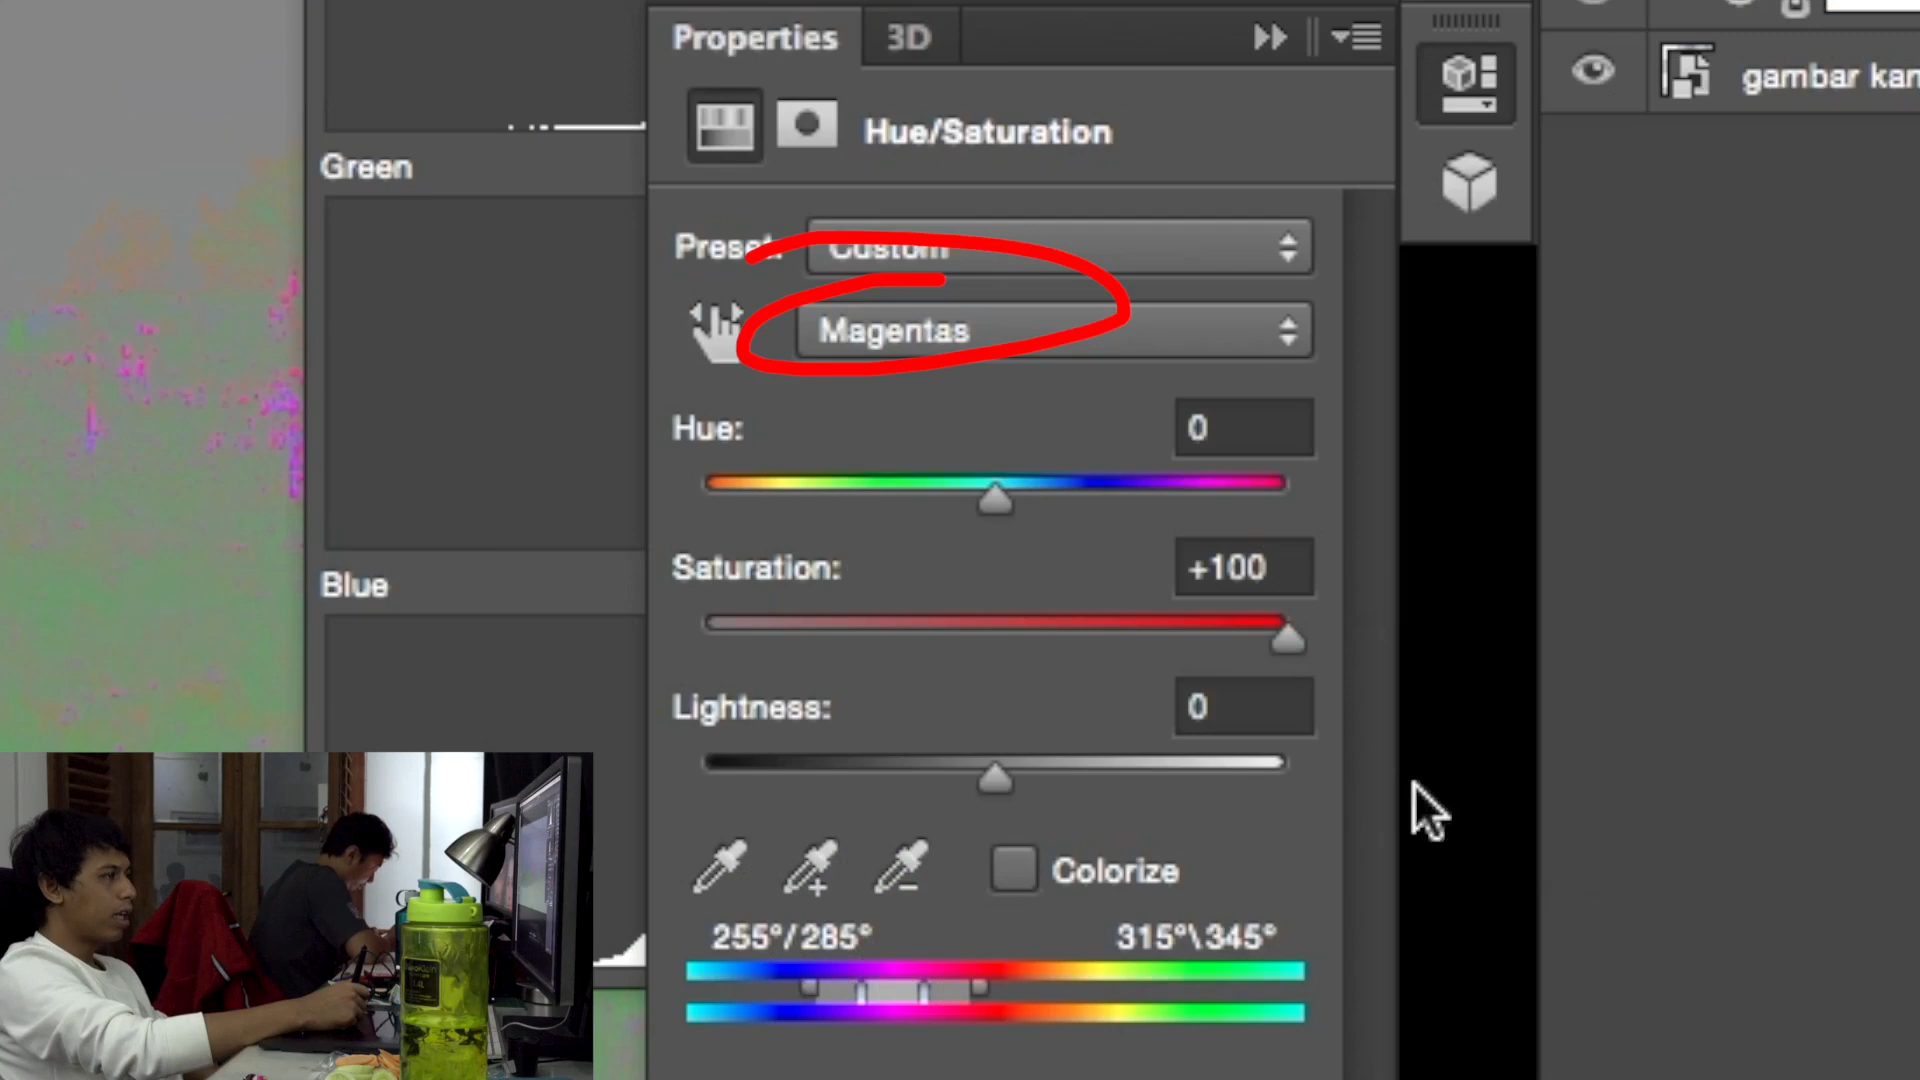 Properties
3D
gambar kan
Hue/Saturation
Green
Preset:
Custom
Magentas
Hue:
0
Blue
Saturation:
+100
Lightness:
0
Colorize
255°/285°
315°\345°